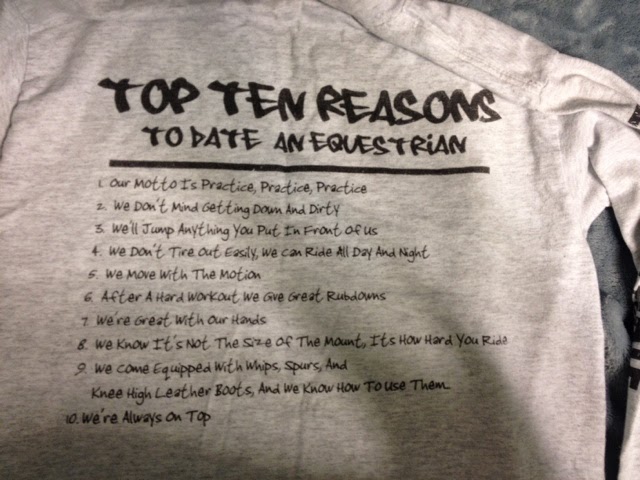 TOP TEN REASONS
TO DATE AN EQUESTRIAN
1. Our Motto Is Practice, Practice, Practice
2. We Don't Mind Getting Down And Dirty
3. We'll Jump Anything You Put In Front Of Us
4. We Don't Tire Out Easily, We Can Ride All Day And Night
5. We Move With The Motion
6. After A Hard Workout We Give Great Rubdowns
7. We're Great With Our Hands
8. We Know It's Not The Size Of The Mount, Its How Hard You Ride
9. We Come Equipped With Whips, Spurs, And
Knee High Leather Boots, And We Know How To Use Them
10. We're Always On Top